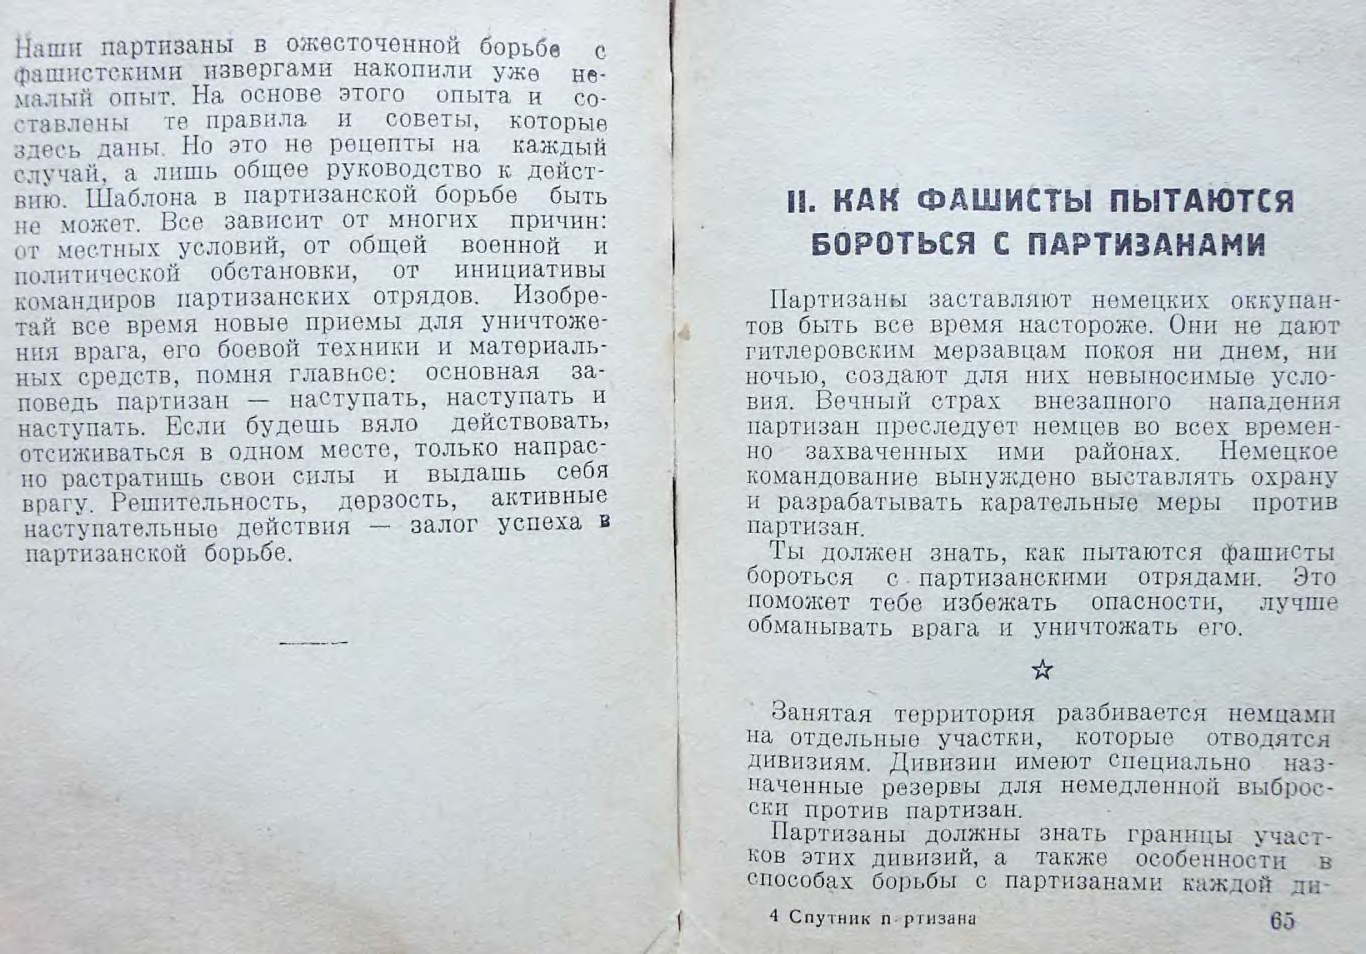 Наши партизаны в ожесточенной борьбе с
фашистскими извергами накопили уже не-
малый опыт. На основе этого опыта и со-
ставлены те правила и советы, которые
здесь даны. Но это не рецепты на каждый
случай, а лишь общее руководство к дейст-
вию. Шаблона в партизанской борьбе быть
не может. Все зависит от многих причин:
от местных условий, от общей военной и
политической обстановки, от инициативы
командиров партизанских отрядов. Изобре-
тай все время новые приемы для уничтоже-
ния врага, его боевой техники и материаль-
ных средств, помня главное: основная за-
поведь партизан — наступать, наступать и
наступать. Если будешь вяло действовать,
отсиживаться в одном месте, только напрас-
но растратишь свои силы и выдашь себя
врагу. Решительность, дерзость, активные
наступательные действия — залог успеха в
партизанской борьбе.
II. КАК ФАШИСТЫ ПЫТАЮТСЯ
БОРОТЬСЯ С ПАРТИЗАНАМИ
Партизаны заставляют немецких оккупан-
тов быть все время настороже. Они не дают
гитлеровским мерзавцам покоя ни днем, ни
ночью, создают для них невыносимые усло-
вия. Вечный страх внезапного нападения
партизан преследует немцев во всех времен-
но захваченных ими районах. Немецкое
командование вынуждено выставлять охрану
и разрабатывать карательные меры против
партизан.
Ты должен знать, как пытаются фашисты
бороться с партизанскими отрядами. Это
поможет тебе избежать опасности, лучше
обманывать врага и уничтожать его.
Занятая территория разбивается немцами
на отдельные участки, которые отводятся
дивизиям. Дивизии имеют специально наз-
наченные резервы для немедленной выброс-
ски против партизан.
Партизаны должны знать границы участ-
ков этих дивизий, а также особенности в
способах борьбы с партизанами каждой ди-
4 Спутник п ртизана
65